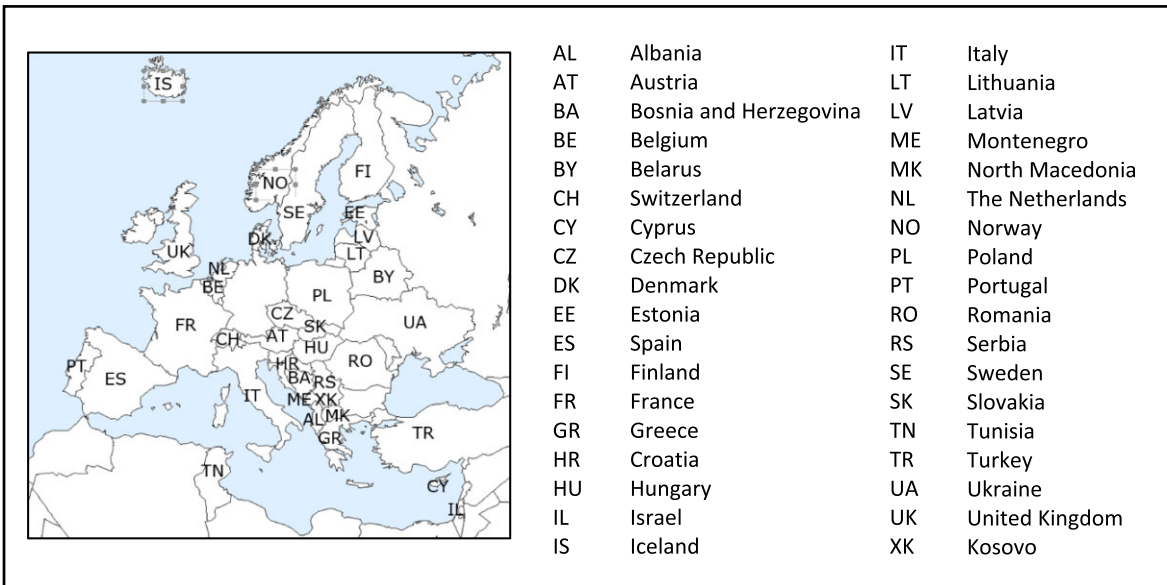 IS
NO
FI
SE
EE
DK
LV
LT
UK
NL
BY
BE
PL
CZ
UA
FR
SK
AT
CH
HU
RO
HR
PT
ES
BA
RS
IT
ME
XK
AL
MK
TR
GR
TN
CY
IL
AL Albania
AT Austria
BA Bosnia and Herzegovina
BE Belgium
BY Belarus
CH Switzerland
CY Cyprus
CZ Czech Republic
DK Denmark
EE Estonia
ES Spain
FI Finland
FR France
GR Greece
HR Croatia
HU Hungary
IL Israel
IS Iceland
IT Italy
LT Lithuania
LV Latvia
ME Montenegro
MK North Macedonia
NL The Netherlands
NO Norway
PL Poland
PT Portugal
RO Romania
RS Serbia
SE Sweden
SK Slovakia
TN Tunisia
TR Turkey
UA Ukraine
UK United Kingdom
XK Kosovo